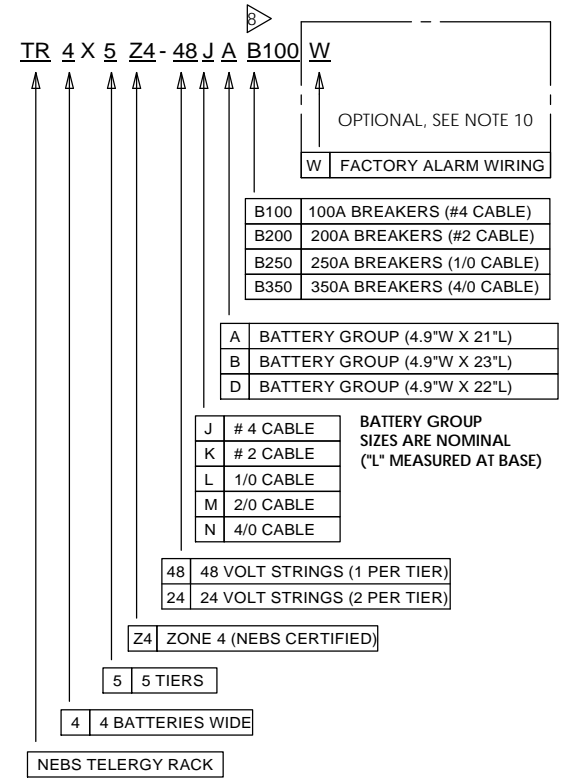 8
TR 4 X 5 Z4 - 48 J A B100 W
OPTIONAL, SEE NOTE 10
W FACTORY ALARM WIRING
B100 100A BREAKERS (#4 CABLE)
B200 200A BREAKERS (#2 CABLE)
B250 250A BREAKERS (1/0 CABLE)
B350 350A BREAKERS (4/0 CABLE)
A BATTERY GROUP (4.9"W X 21"L)
B BATTERY GROUP (4.9"W X 23"L)
D BATTERY GROUP (4.9"W X 22"L)
BATTERY GROUP
SIZES ARE NOMINAL
("L" MEASURED AT BASE)
J # 4 CABLE
K # 2 CABLE
L 1/0 CABLE
M 2/0 CABLE
N 4/0 CABLE
48 48 VOLT STRINGS (1 PER TIER)
24 24 VOLT STRINGS (2 PER TIER)
Z4 ZONE 4 (NEBS CERTIFIED)
5 5 TIERS
4 4 BATTERIES WIDE
NEBS TELERGY RACK